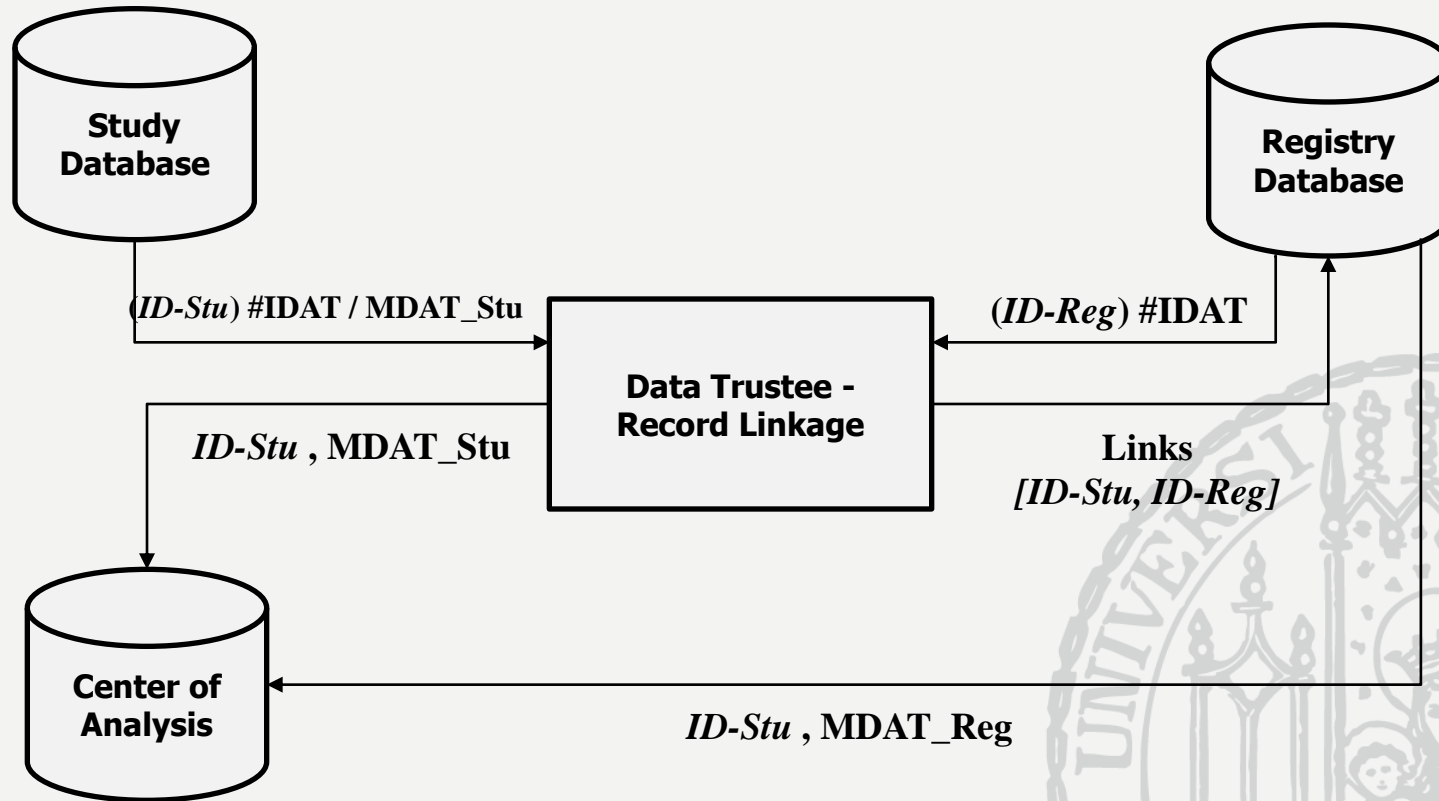 Study
Database
Registry
Database
(ID-Stu) #IDAT / MDAT_Stu
(ID-Reg) #IDAT
Data Trustee -
Record Linkage
ID-Stu , MDAT_Stu
Links
[ID-Stu, ID-Reg]
Center of
Analysis
ID-Stu , MDAT_Reg
UNIVERSI